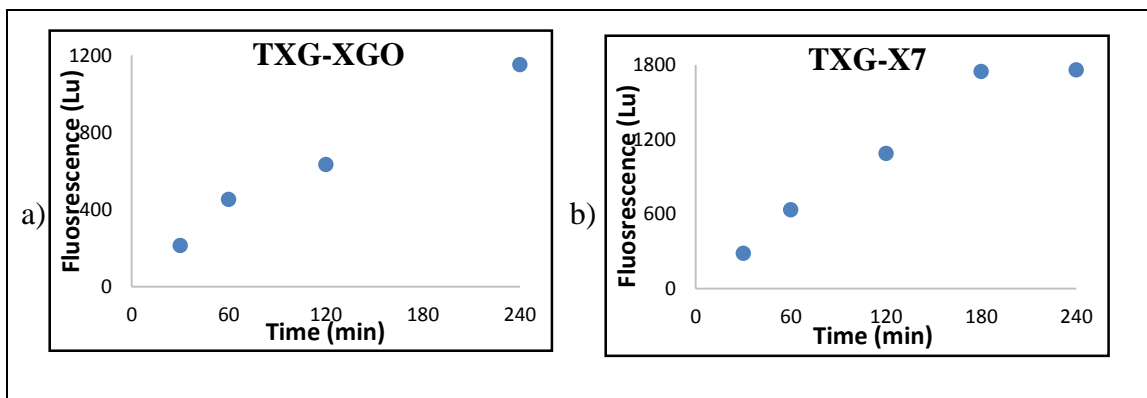 a)
TXG-XGO
Fluosrescence (Lu)
1200
800
400
0
0 60 120 180 240
Time (min)
b)
TXG-X7
Fluosrescence (Lu)
1800
1200
600
0
0 60 120 180 240
Time (min)